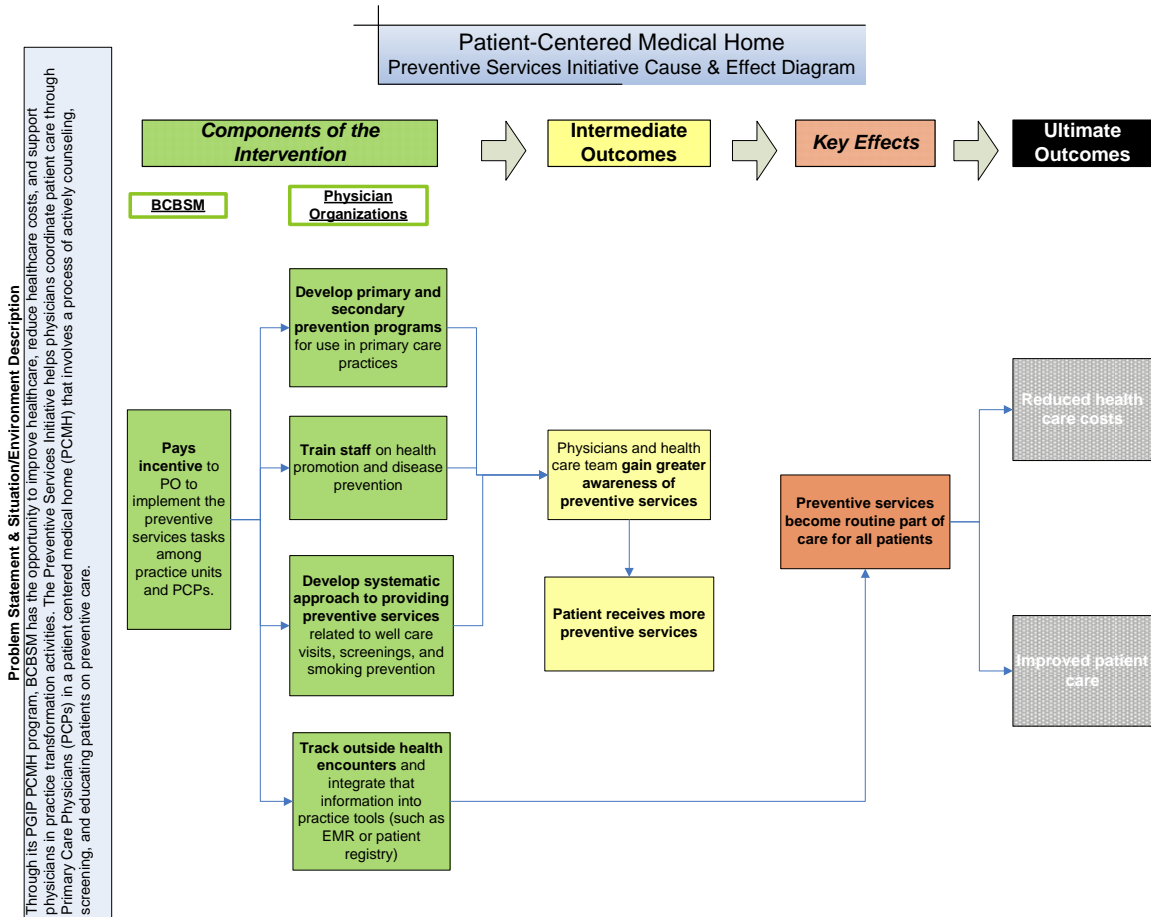 Patient-Centered Medical Home
Preventive Services Initiative Cause & Effect Diagram
Problem Statement & Situation/Environment Description
Through its PGIP PCMH program, BCBSM has the opportunity to improve healthcare, reduce healthcare costs, and support
physicians in practice transformation activities. The Preventive Services Initiative helps physicians coordinate patient care through
Primary Care Physicians (PCPs) in a patient centered medical home (PCMH) that involves a process of actively counseling,
screening, and educating patients on preventive care.
Components of the
Intervention
Intermediate
Outcomes
Key Effects
Ultimate
Outcomes
BCBSM
Physician
Organizations
Pays
incentive to
PO to
implement the
preventive
services tasks
among
practice units
and PCPs.
Develop primary and
secondary
prevention programs
for use in primary care
practices
Train staff on health
promotion and disease
prevention
Develop systematic
approach to providing
preventive services
related to well care
visits, screenings, and
smoking prevention
Track outside health
encounters and
integrate that
information into
practice tools (such as
EMR or patient
registry)
Physicians and health
care team gain greater
awareness of
preventive services
Patient receives more
preventive services
Preventive services
become routine part of
care for all patients
Reduced health
care costs
Improved patient
care